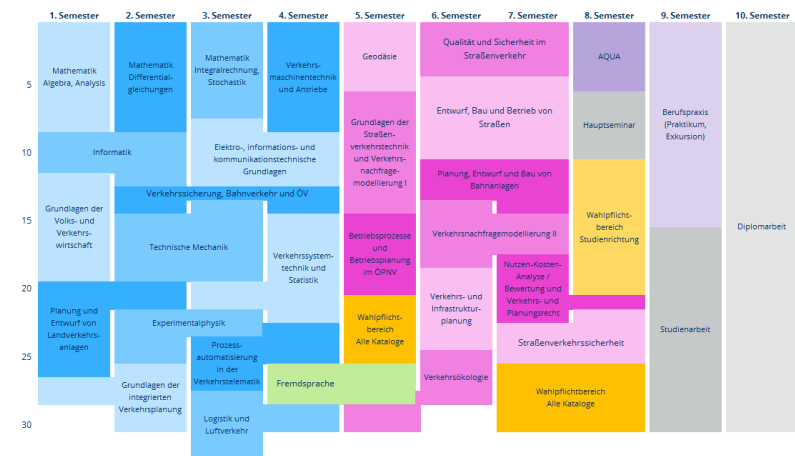 1. Semester 2. Semester 3. Semester 4. Semester 5. Semester 6. Semester 7. Semester 8. Semester 9. Semester 10. Semester
5
10
15
20
25
30
Mathematik
Algebra, Analysis
Informatik
Grundlagen der
Volks- und
Verkehrs-
wirtschaft
Planung und
Entwurf von
Landverkehrs-
anlagen
Mathematik
Differential-
gleichungen
Verkehrssicherung, Bahnverkehr und ÖV
Technische Mechanik
Experimentalphysik
Grundlagen der
integrierten
Verkehrsplanung
Mathematik
Integralrechnung,
Stochastik
Elektro-, informations- und
kommunikationstechnische
Grundlagen
Prozess-
automatisierung
in der
Verkehrstelematik
Logistik und
Luftverkehr
Verkehrs-
maschinentechnik
und Antriebe
Verkehrssystem-
technik und
Statistik
Fremdsprache
Geodäsie
Grundlagen der
Straßen-
verkehrstechnik
und Verkehrs-
nachfrage-
modellierung I
Betriebsprozesse
und
Betriebsplanung
im ÖPNV
Wahlpflicht-
bereich
Alle Kataloge
Qualität und Sicherheit im
Straßenverkehr
Entwurf, Bau und Betrieb von
Straßen
Planung, Entwurf und Bau von
Bahnanlagen
Verkehrsnachfragemodellierung II
Verkehrs- und
Infrastruktur-
planung
Verkehrsökologie
Nutzen-Kosten-
Analyse /
Bewertung und
Verkehrs- und
Planungsrecht
Straßenverkehrssicherheit
Wahlpflichtbereich
Alle Kataloge
AQUA
Hauptseminar
Wahlpflicht-
bereich
Studienrichtung
Berufspraxis
(Praktikum,
Exkursion)
Studienarbeit
Diplomarbeit